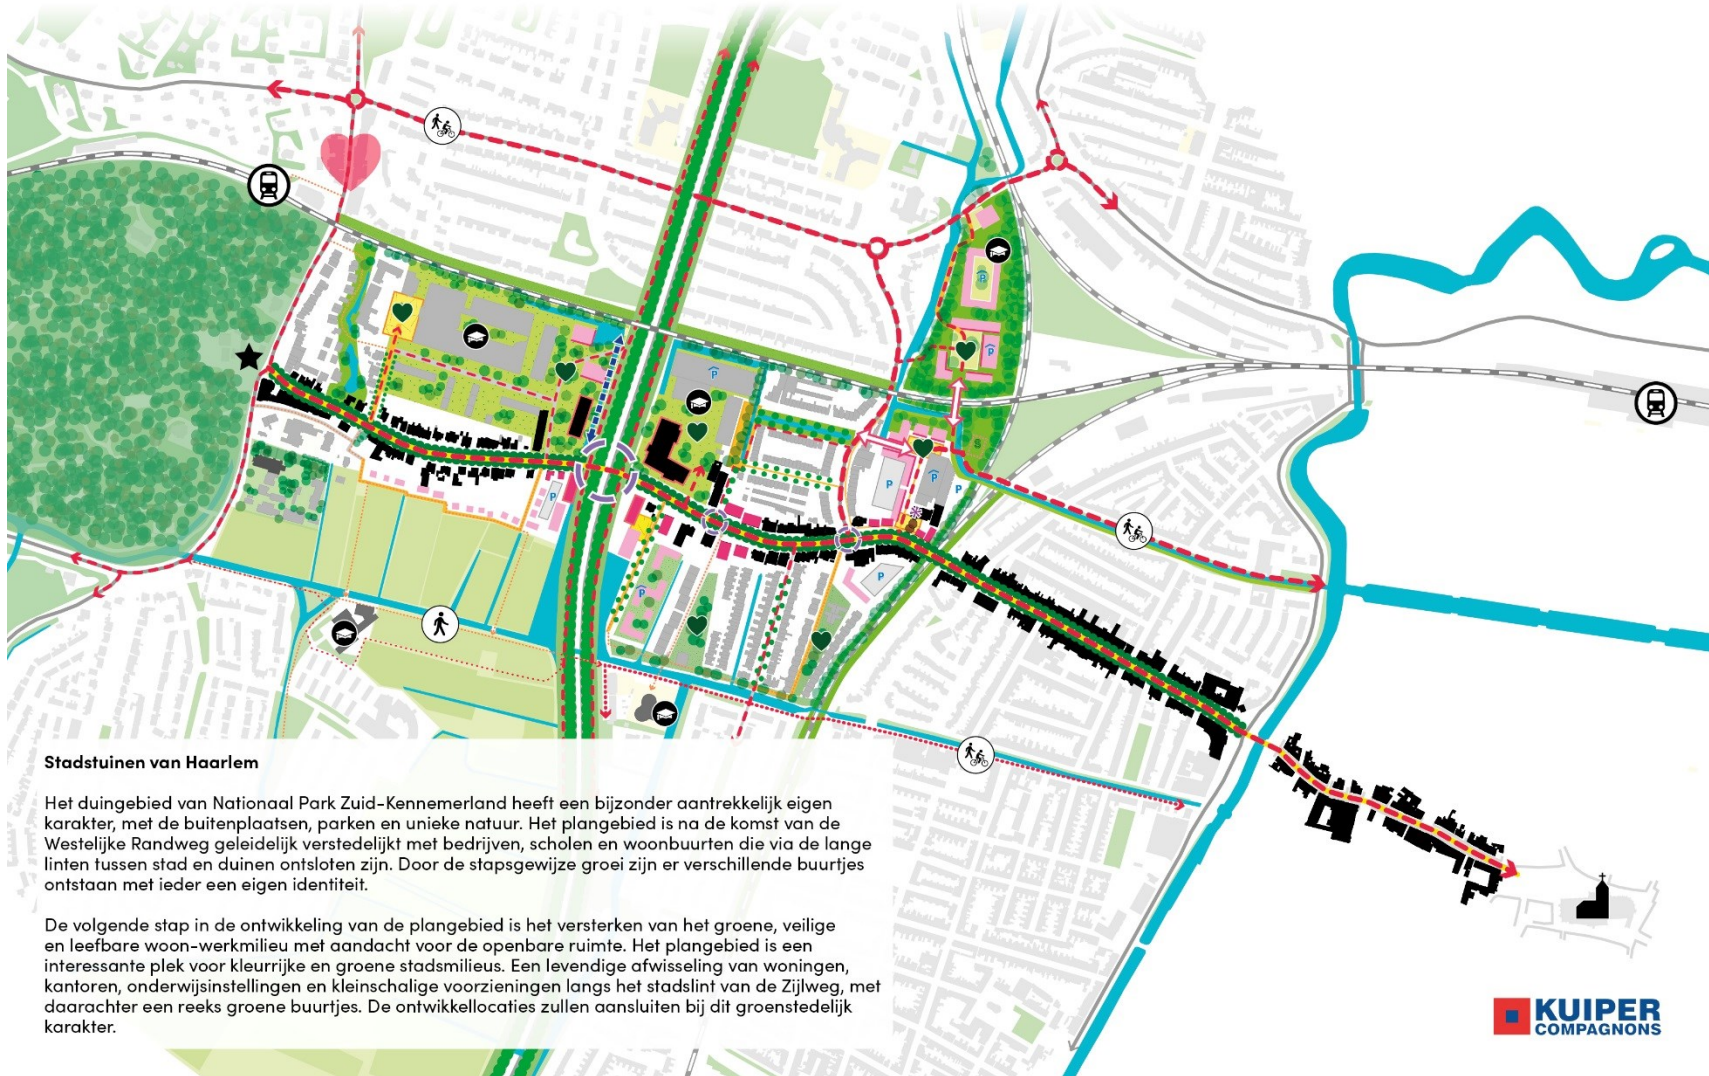 P
P
P
P
P
P
P
S
P
P
Stadstuinen van Haarlem
Het duingebied van Nationaal Park Zuid-Kennemerland heeft een bijzonder aantrekkelijk eigen
karakter, met de buitenplaatsen, parken en unieke natuur. Het plangebied is na de komst van de
Westelijke Randweg geleidelijk verstedelijkt met bedrijven, scholen en woonbuurten die via de lange
linten tussen stad en duinen ontsloten zijn. Door de stapsgewijze groei zijn er verschillende buurtjes
ontstaan met ieder een eigen identiteit.
De volgende stap in de ontwikkeling van de plangebied is het versterken van het groene, veilige
en leefbare woon-werkmilieu met aandacht voor de openbare ruimte. Het plangebied is een
interessante plek voor kleurrijke en groene stadsmilieus. Een levendige afwisseling van woningen,
kantoren, onderwijsinstellingen en kleinschalige voorzieningen langs het stadslint van de Zijlweg, met
daarachter een reeks groene buurtjes. De ontwikkellocaties zullen aansluiten bij dit groenstedelijk
karakter.
KUIPER
COMPAGNONS